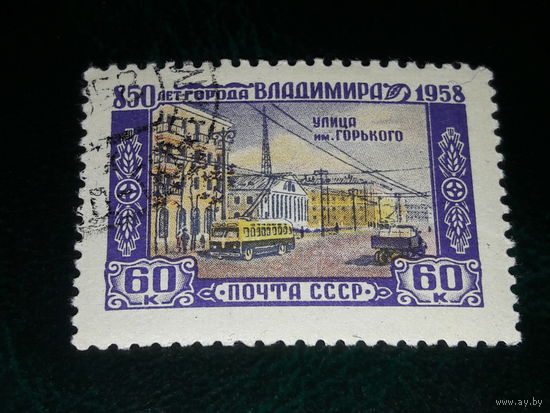 850 ЛЕТ ГОРОДА ВЛАДИМИРА 1958
УЛИЦА
ИМ. ГОРЬКОГО
60 К
60 К
ПОЧТА СССР
www.ay.by